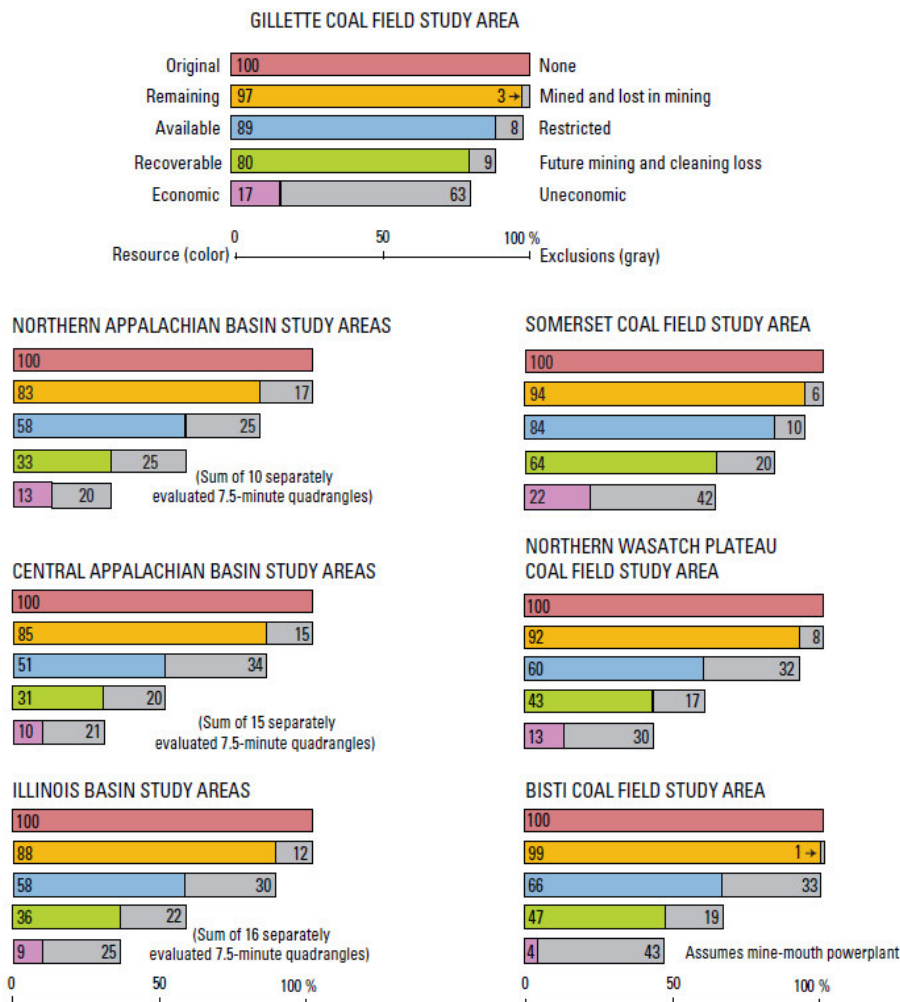 GILLETTE COAL FIELD STUDY AREA
Original 100 None
Remaining 97 3 → Mined and lost in mining
Available 89 8 Restricted
Recoverable 80 9 Future mining and cleaning loss
Economic 17 63 Uneconomic
0 50 100 %
Resource (color) Exclusions (gray)
NORTHERN APPALACHIAN BASIN STUDY AREAS
100
83 17
58 25
33 25
(Sum of 10 separately
13 20 evaluated 7.5-minute quadrangles)
SOMERSET COAL FIELD STUDY AREA
100
94 6
84 10
64 20
22 42
CENTRAL APPALACHIAN BASIN STUDY AREAS
100
85 15
51 34
31 20
(Sum of 15 separately
10 21 evaluated 7.5-minute quadrangles)
NORTHERN WASATCH PLATEAU
COAL FIELD STUDY AREA
100
92 8
60 32
43 17
13 30
ILLINOIS BASIN STUDY AREAS
100
88 12
58 30
36 22
(Sum of 16 separately
9 25 evaluated 7.5-minute quadrangles)
0 50 100 %
BISTI COAL FIELD STUDY AREA
100
99 1 →
66 33
47 19
4 43 Assumes mine-mouth powerplant
0 50 100 %